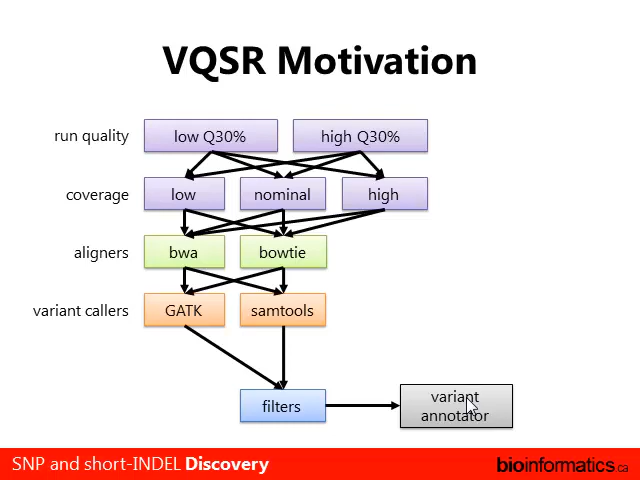 VQSR Motivation
run quality
low Q30%
high Q30%
coverage
low
nominal
high
aligners
bwa
bowtie
variant callers
GATK
samtools
filters
variant
annotator
SNP and short-INDEL Discovery
bioinformatics.ca